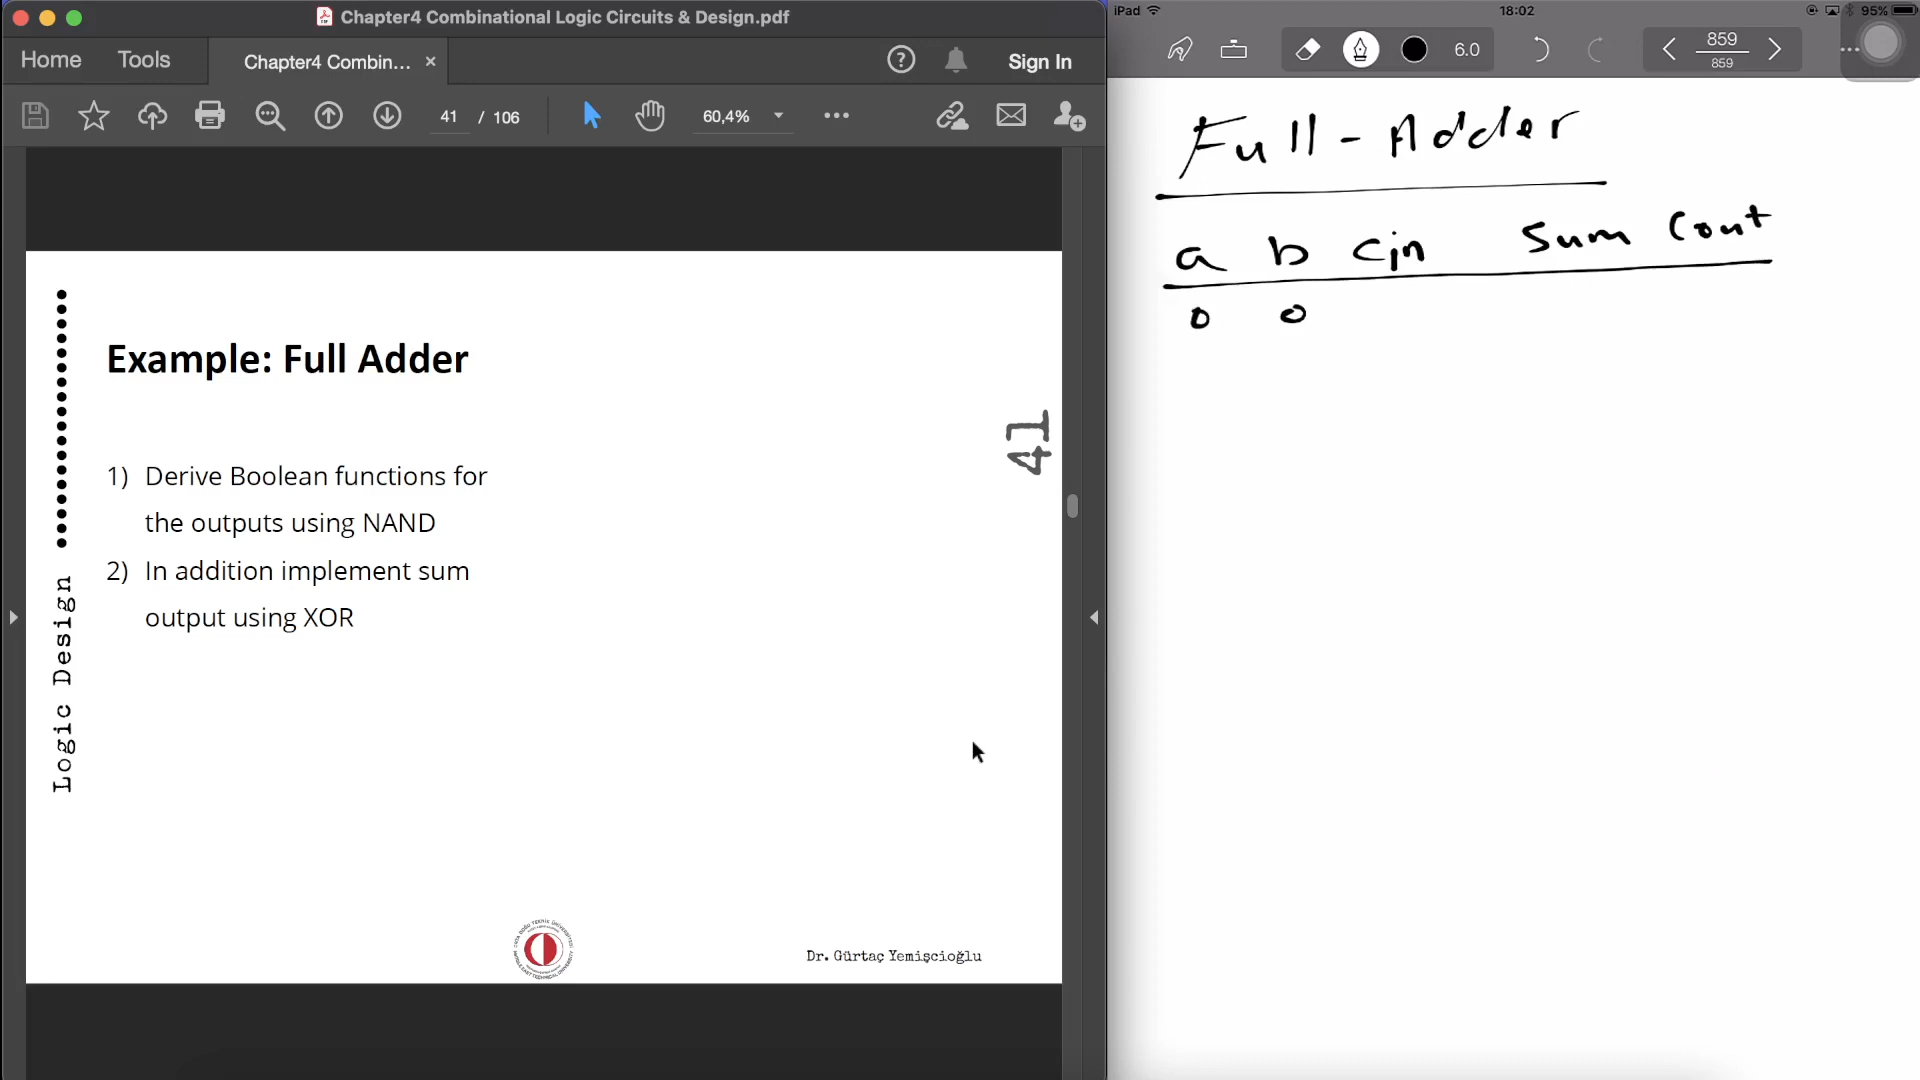 Chapter4 Combinational Logic Circuits & Design.pdf
Home Tools Chapter4 Combin... × Sign In
41 / 106 60,4%
Example: Full Adder
1) Derive Boolean functions for
the outputs using NAND
2) In addition implement sum
output using XOR
41
Logic Design
Dr. Gürtaç Yemişcioğlu
iPad 18:02 95%
6.0 859
859
Full-Adder
a b Cin Sum Cout
0 0